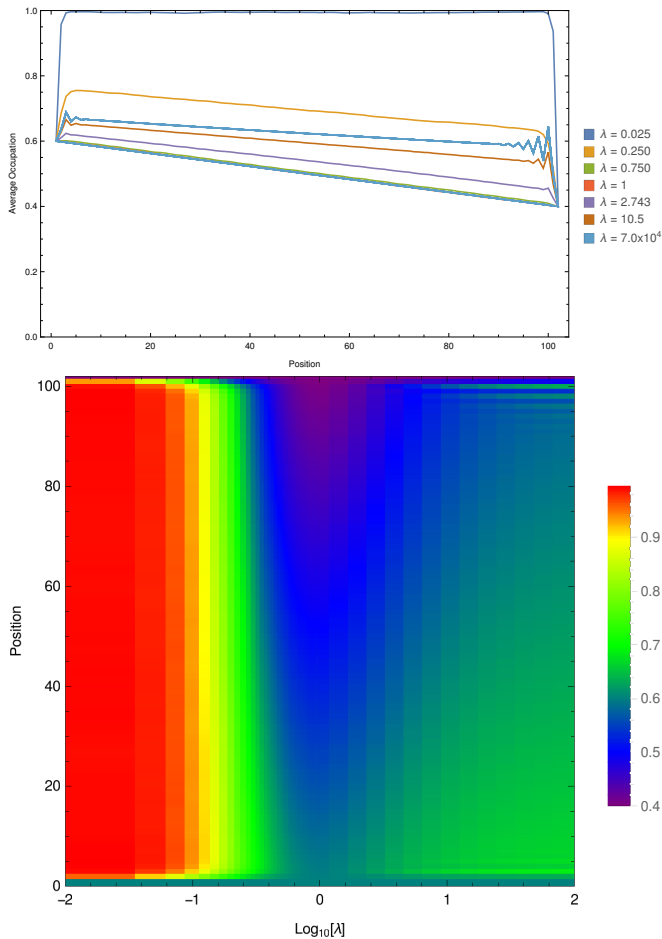 1.0
0.8
0.6
0.4
0.2
0.0
Average Occupation
0 20 40 60 80 100
Position
λ = 0.025
λ = 0.250
λ = 0.750
λ = 1
λ = 2.743
λ = 10.5
λ = 7.0x10⁴
100
80
60
40
20
0
Position
-2 -1 0 1 2
Log₁₀[λ]
0.9
0.8
0.7
0.6
0.5
0.4